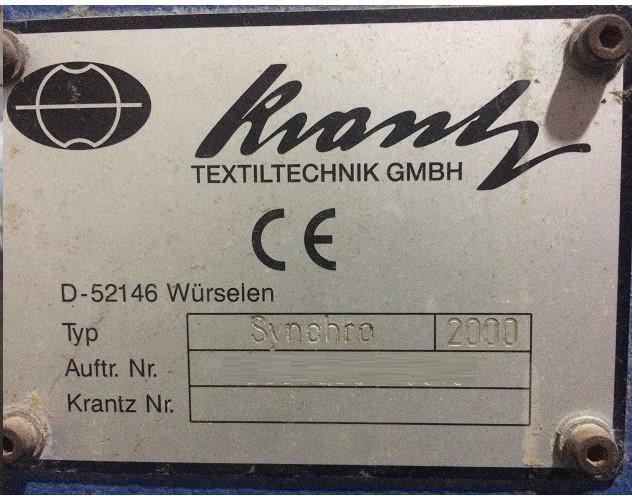 Krantz
TEXTILTECHNIK GMBH
CE
D-52146 Würselen
Typ Synchro 2000
Auftr. Nr.
Krantz Nr.